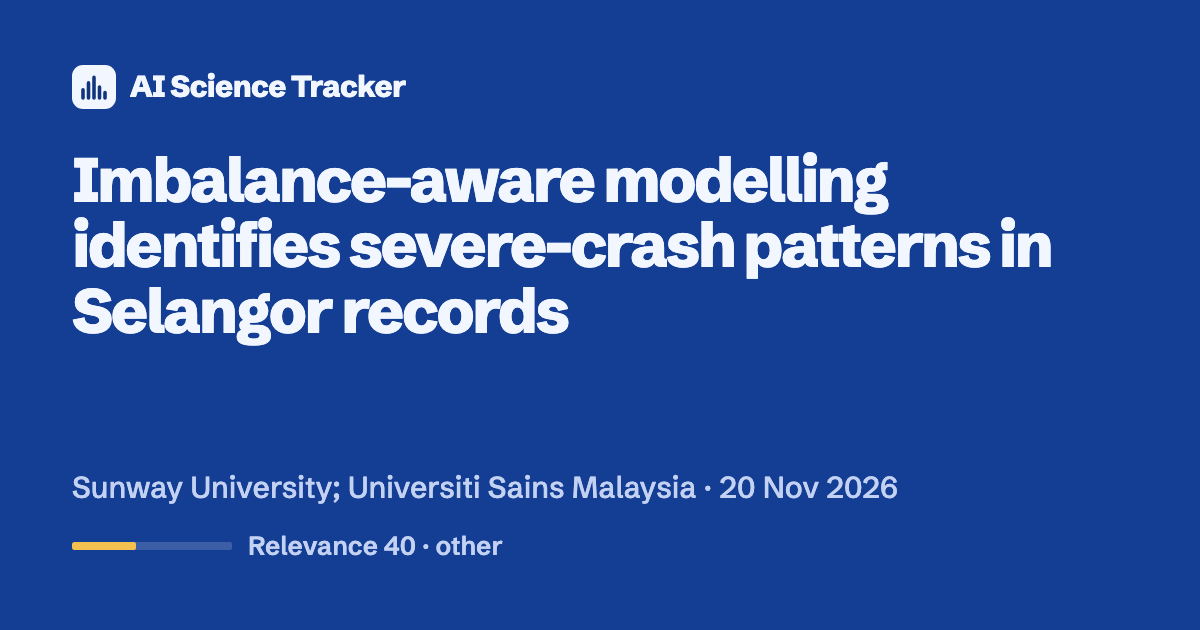 AI Science Tracker
Imbalance-aware modelling
identifies severe-crash patterns in
Selangor records
Sunway University; Universiti Sains Malaysia · 20 Nov 2026
Relevance 40 · other